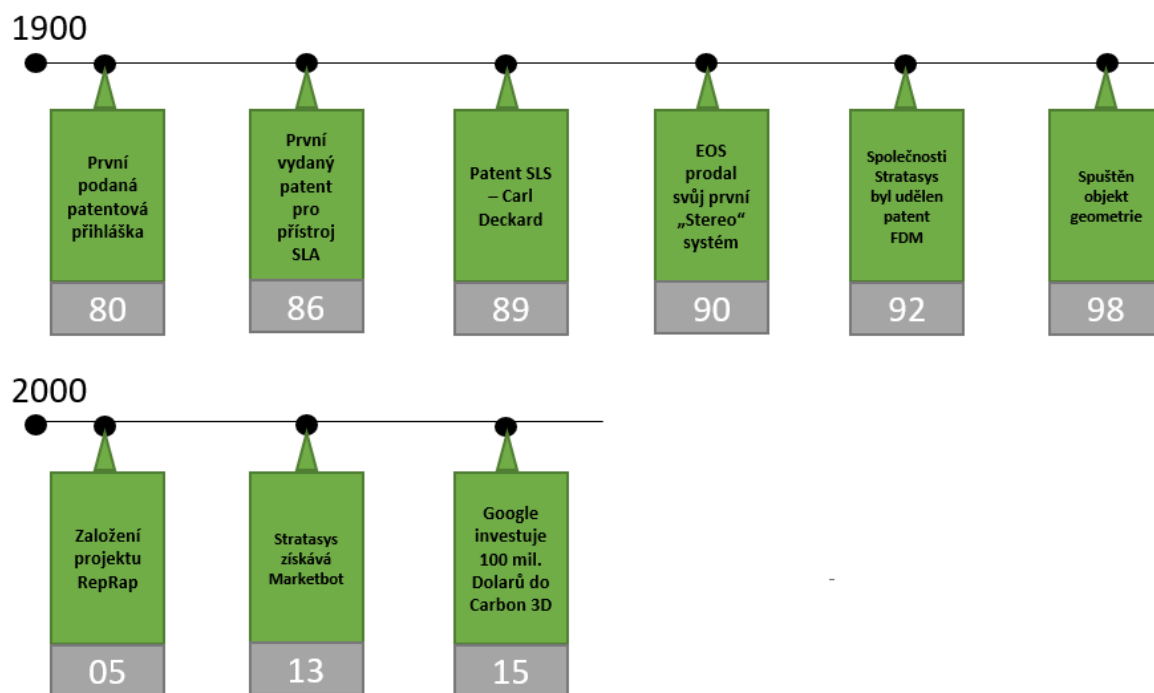 1900
První
podaná
patentová
přihláška
80
První
vydaný
patent
pro
přístroj
SLA
86
Patent SLS
– Carl
Deckard
89
EOS
prodal
svůj první
„Stereo“
systém
90
Společnosti
Stratasys
byl udělen
patent
FDM
92
Spuštěn
objekt
geometrie
98
2000
Založení
projektu
RepRap
05
Stratasys
získává
Marketbot
13
Google
investuje
100 mil.
Dolarů do
Carbon 3D
15
-